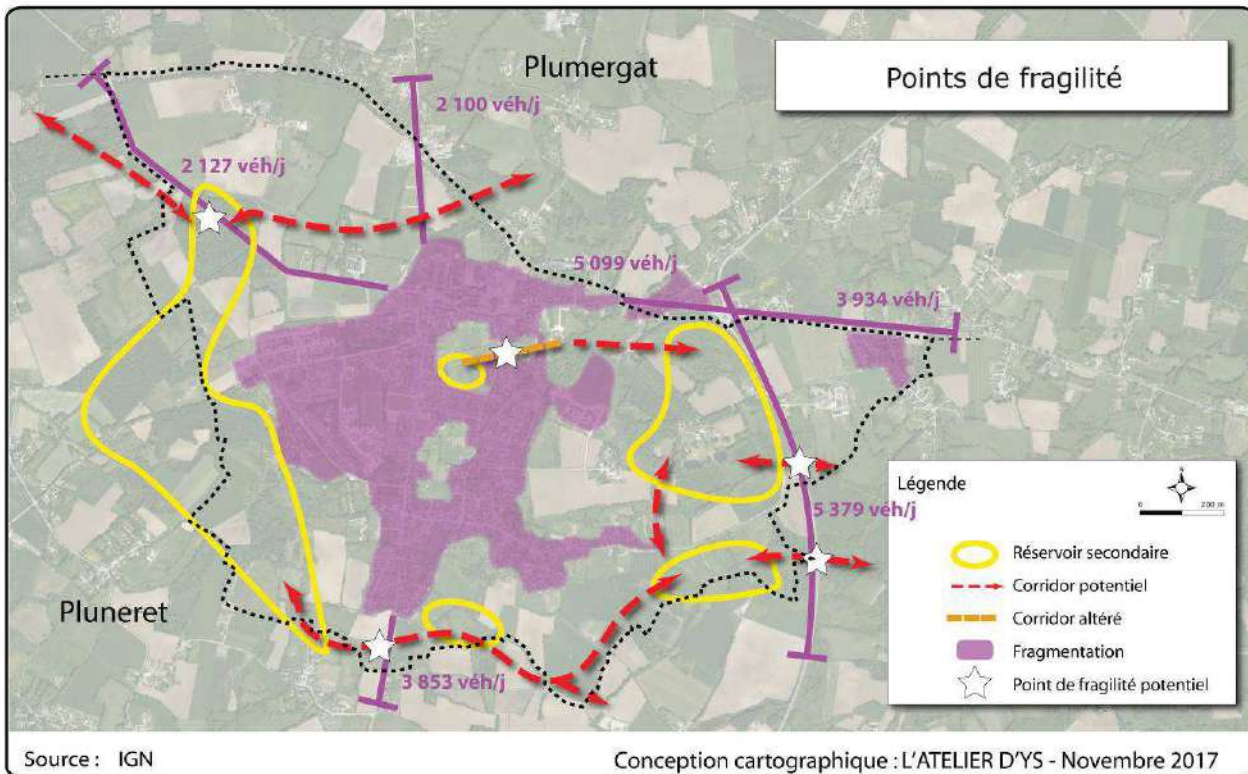 Points de fragilité
Plumergat
2 100 véh/j
2 127 véh/j
5 099 véh/j
3 934 véh/j
5 379 véh/j
Pluneret
3 853 véh/j
Légende
N
0 200 m
Réservoir secondaire
Corridor potentiel
Corridor altéré
Fragmentation
Point de fragilité potentiel
Source : IGN
Conception cartographique : L'ATELIER D'YS - Novembre 2017